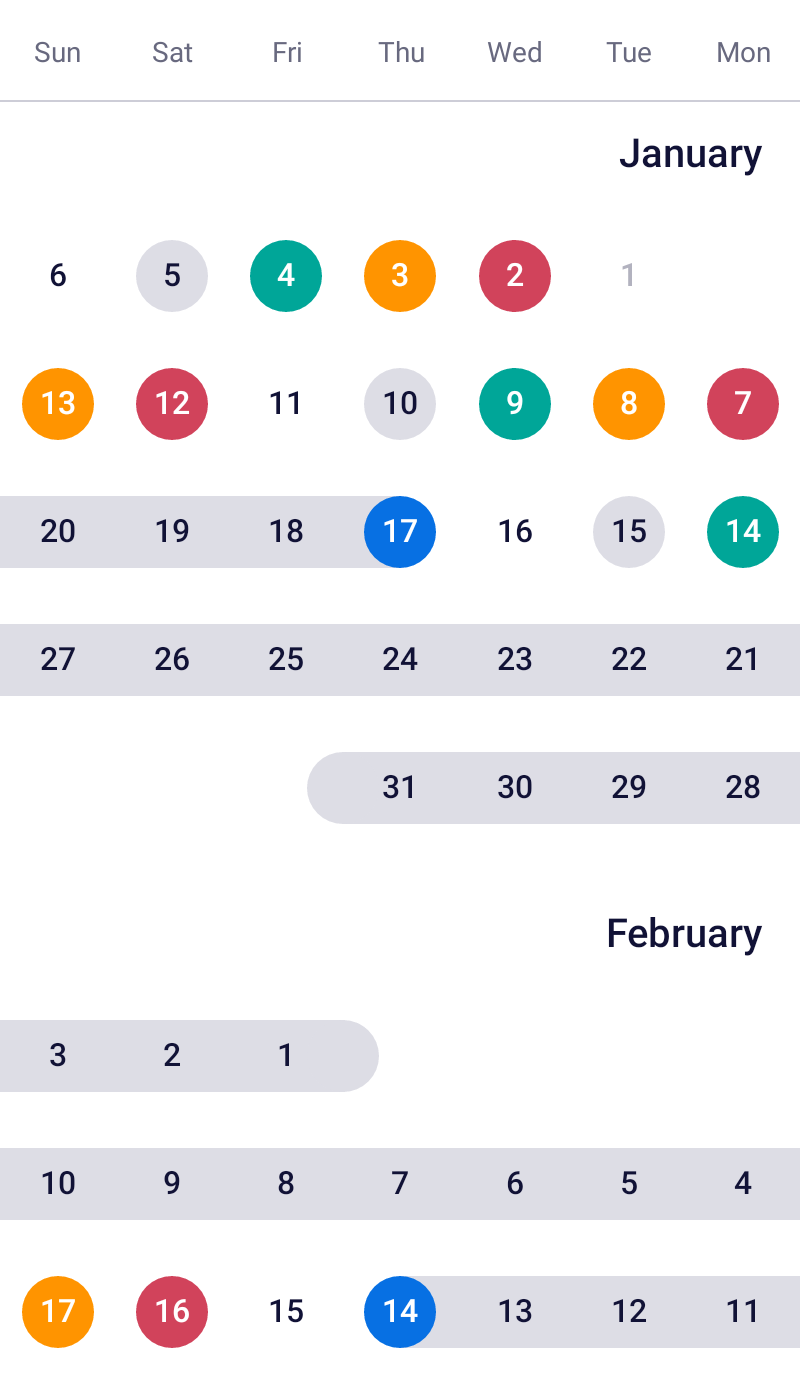 Sun Sat Fri Thu Wed Tue Mon
January
6 5 4 3 2 1
13 12 11 10 9 8 7
20 19 18 17 16 15 14
27 26 25 24 23 22 21
31 30 29 28
February
3 2 1
10 9 8 7 6 5 4
17 16 15 14 13 12 11